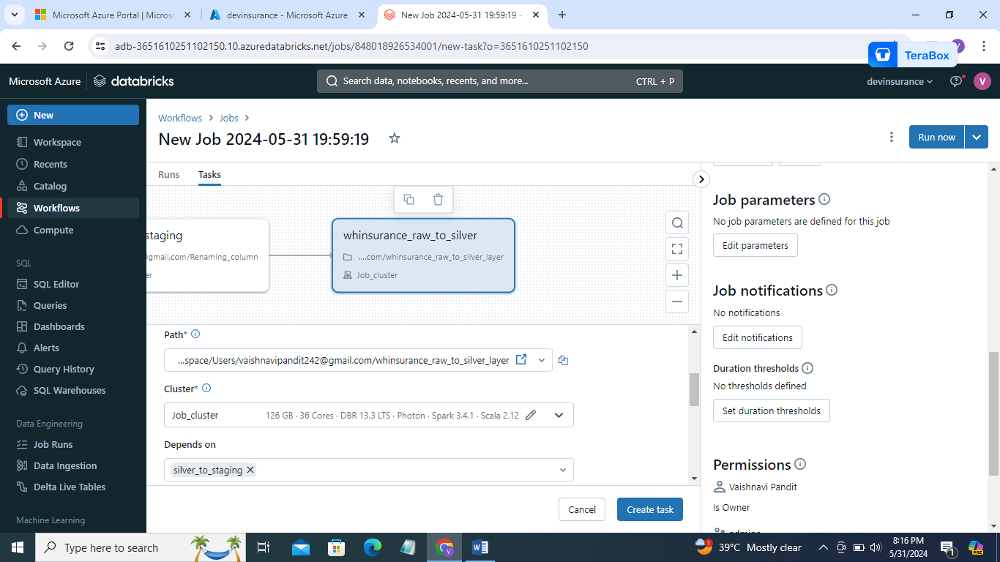 Microsoft Azure Portal | Micros
devinsurance - Microsoft Azure
New Job 2024-05-31 19:59:19 -
adb-3651610251102150.10.azuredatabricks.net/jobs/848018926534001/new-task?o=3651610251102150
TeraBox
Microsoft Azure
databricks
Search data, notebooks, recents, and more...
CTRL + P
devinsurance
V
New
Workspace
Recents
Catalog
Workflows
Compute
SQL
SQL Editor
Queries
Dashboards
Alerts
Query History
SQL Warehouses
Data Engineering
Job Runs
Data Ingestion
Delta Live Tables
Machine Learning
Workflows
Jobs
New Job 2024-05-31 19:59:19
Run now
Runs
Tasks
staging
@gmail.com/Renaming_column
er
whinsurance_raw_to_silver
....com/whinsurance_raw_to_silver_layer
Job_cluster
Path*
...space/Users/vaishnavipandit242@gmail.com/whinsurance_raw_to_silver_layer
Cluster*
Job_cluster
126 GB · 36 Cores · DBR 13.3 LTS · Photon · Spark 3.4.1 · Scala 2.12
Depends on
silver_to_staging
Cancel
Create task
Job parameters
No job parameters are defined for this job
Edit parameters
Job notifications
No notifications
Edit notifications
Duration thresholds
No thresholds defined
Set duration thresholds
Permissions
Vaishnavi Pandit
Is Owner
admins
Type here to search
39°C Mostly clear
8:16 PM
5/31/2024
1
PRE